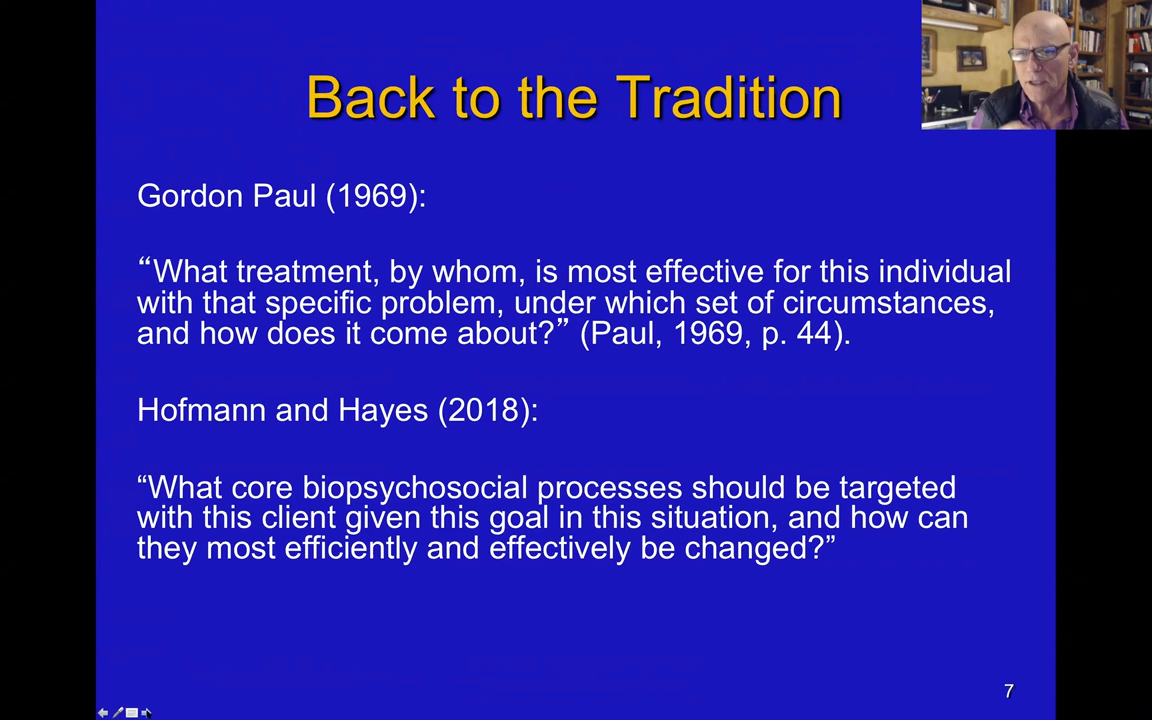 Back to the Tradition
Gordon Paul (1969):
“What treatment, by whom, is most effective for this individual
with that specific problem, under which set of circumstances,
and how does it come about?” (Paul, 1969, p. 44).
Hofmann and Hayes (2018):
“What core biopsychosocial processes should be targeted
with this client given this goal in this situation, and how can
they most efficiently and effectively be changed?”
7